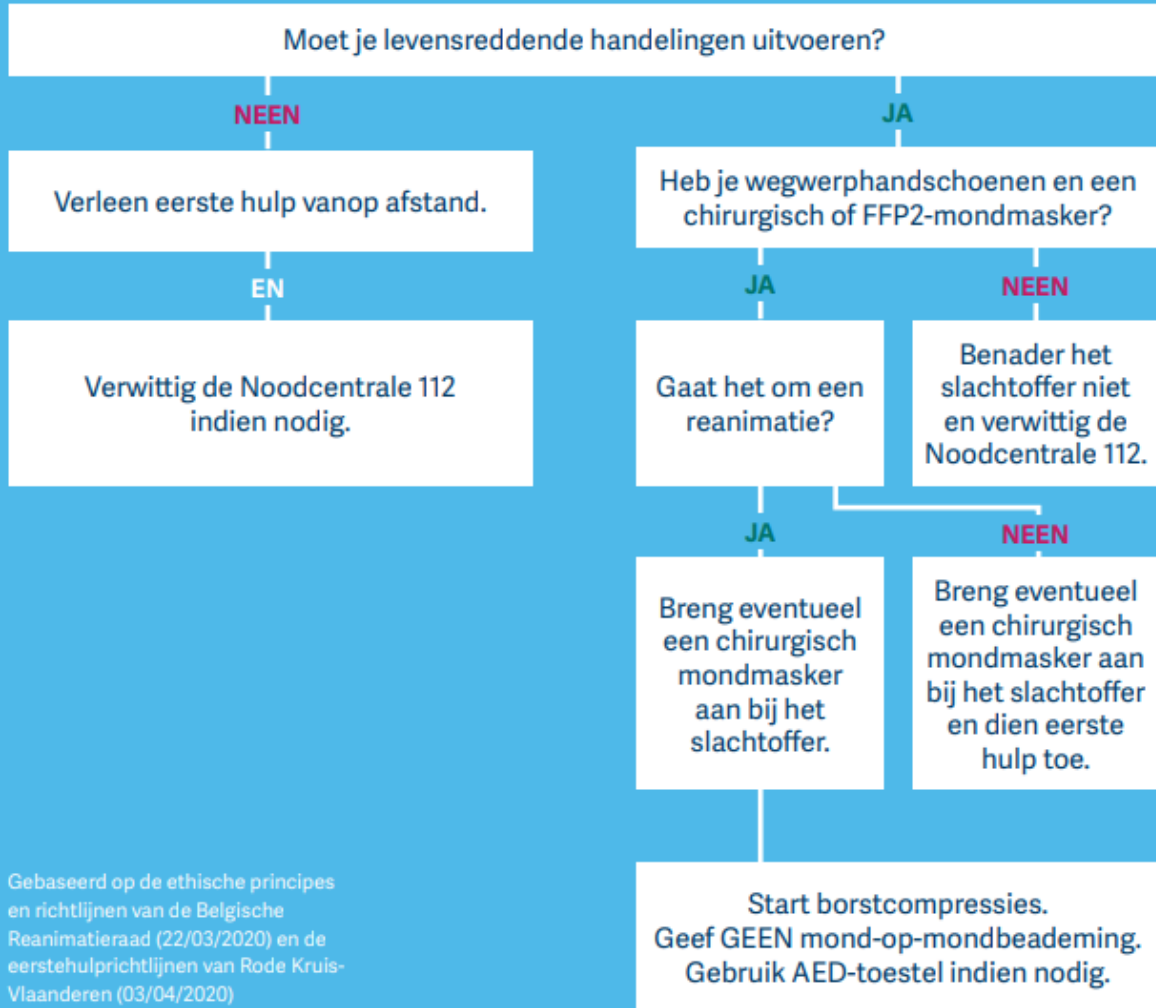 Moet je levensreddende handelingen uitvoeren?
NEEN
JA
Verleen eerste hulp vanop afstand.
Heb je wegwerphandschoenen en een
chirurgisch of FFP2-mondmasker?
EN
JA
NEEN
Verwittig de Noodcentrale 112
indien nodig.
Gaat het om een
reanimatie?
Benader het
slachtoffer niet
en verwittig de
Noodcentrale 112.
JA
NEEN
Breng eventueel
een chirurgisch
mondmasker
aan bij het
slachtoffer.
Breng eventueel
een chirurgisch
mondmasker aan
bij het slachtoffer
en dien eerste
hulp toe.
Start borstcompressies.
Geef GEEN mond-op-mondbeademing.
Gebruik AED-toestel indien nodig.
Gebaseerd op de ethische principes
en richtlijnen van de Belgische
Reanimatieraad (22/03/2020) en de
eerstehulprichtlijnen van Rode Kruis-
Vlaanderen (03/04/2020)